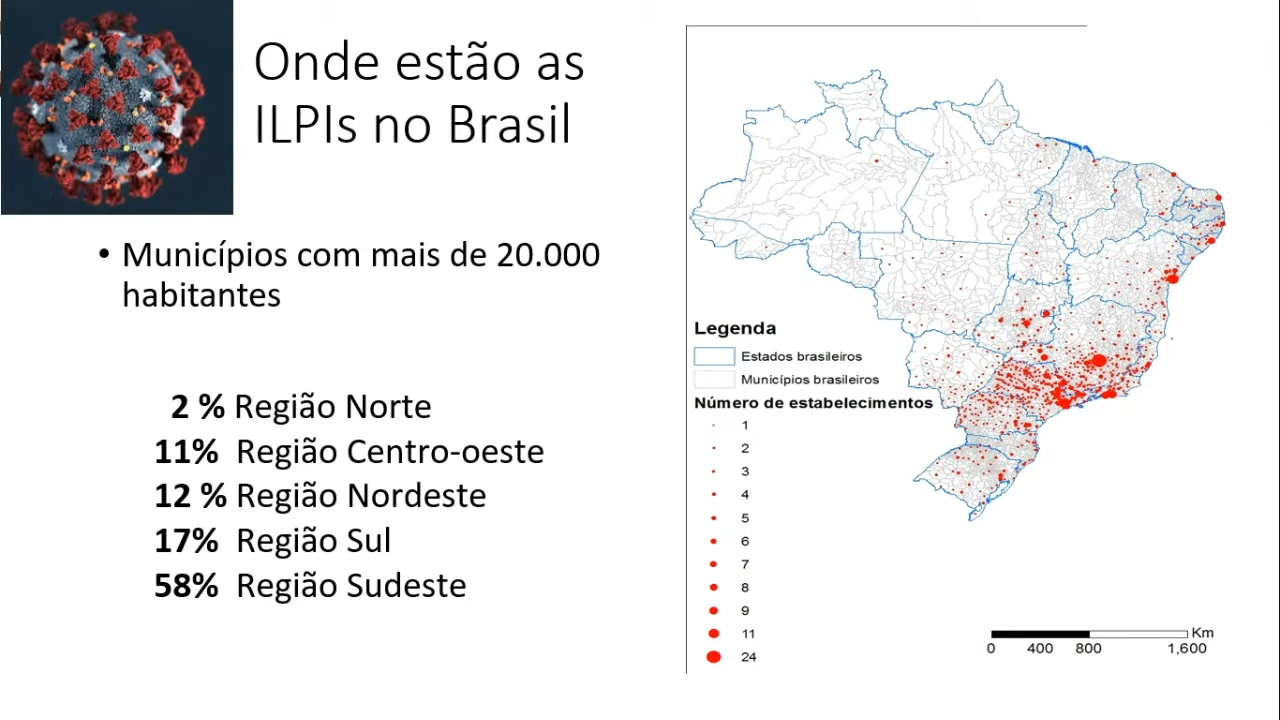 Onde estão as
ILPIs no Brasil
• Municípios com mais de 20.000
habitantes
2 % Região Norte
11% Região Centro-oeste
12 % Região Nordeste
17% Região Sul
58% Região Sudeste
Legenda
Estados brasileiros
Municípios brasileiros
Número de estabelecimentos
1
2
3
4
5
6
7
8
9
11
24
Km
0 400 800 1,600